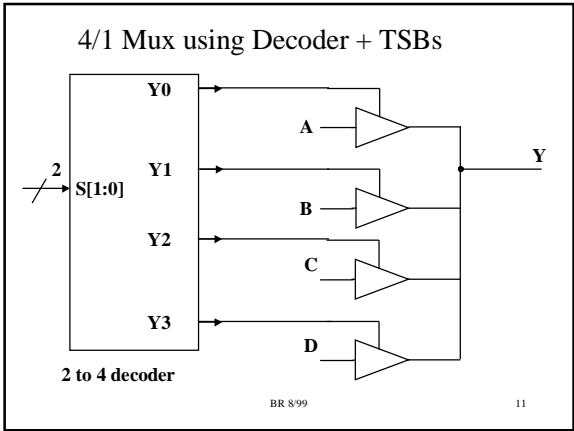 4/1 Mux using Decoder + TSBs
Y0
A
Y
2
S[1:0]
Y1
B
Y2
C
Y3
D
2 to 4 decoder
BR 8/99
11